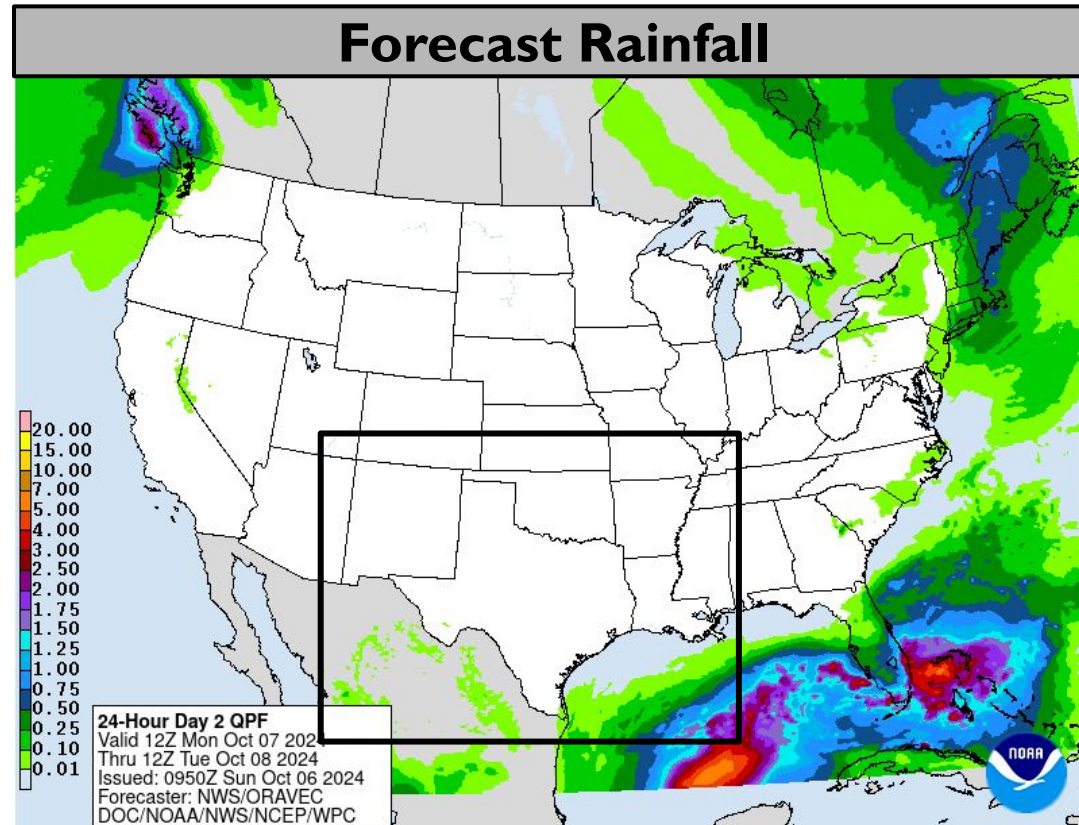 Forecast Rainfall
20.00
15.00
10.00
7.00
5.00
4.00
3.00
2.50
2.00
1.75
1.50
1.25
1.00
0.75
0.50
0.25
0.10
0.01
24-Hour Day 2 QPF
Valid 12Z Mon Oct 07 2024
Thru 12Z Tue Oct 08 2024
Issued: 0950Z Sun Oct 06 2024
Forecaster: NWS/ORAVEC
DOC/NOAA/NWS/NCEP/WPC
NOAA